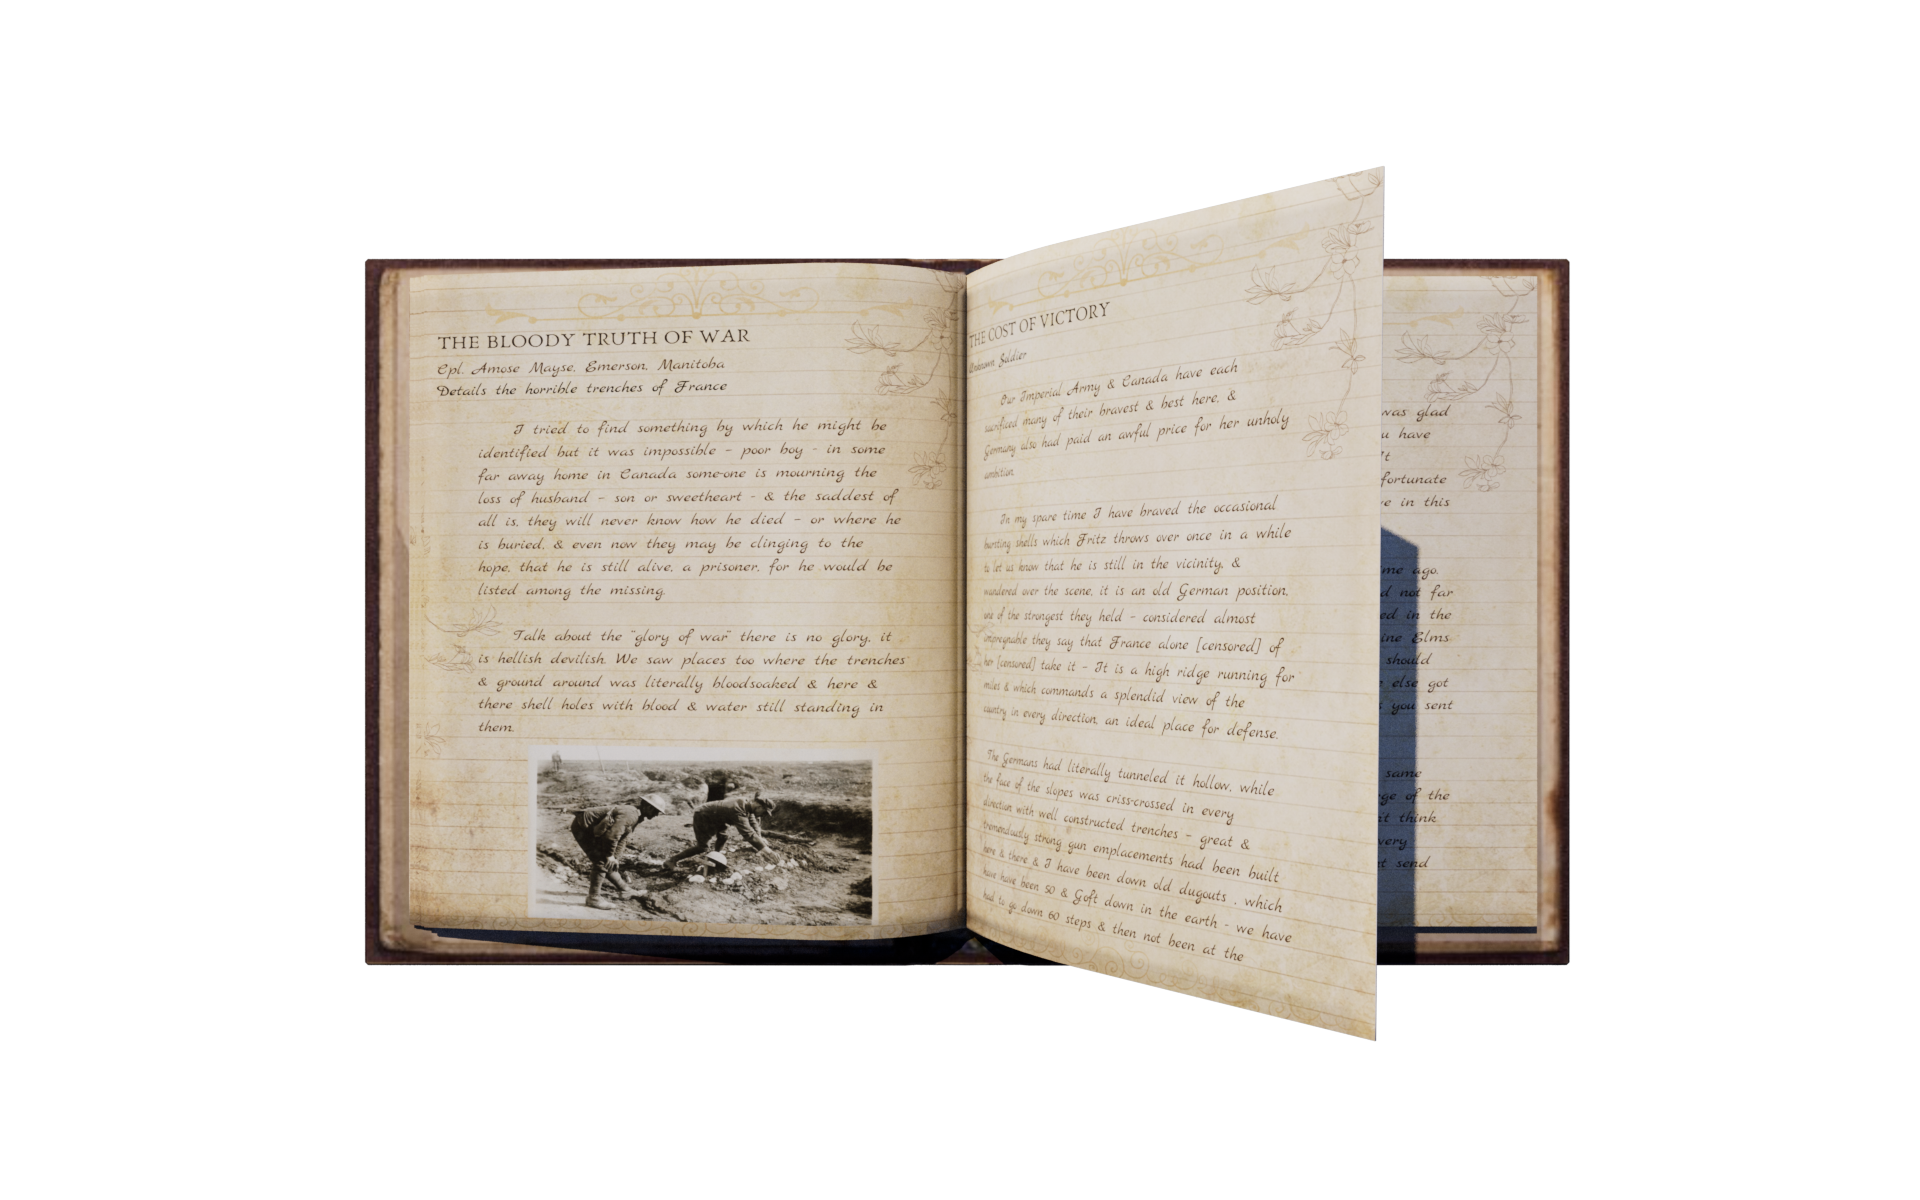 THE BLOODY TRUTH OF WAR
Cpl. Amose Mayse, Emerson, Manitoba
Details the horrible trenches of France
I tried to find something by which he might be
identified but it was impossible - poor boy - in some
far away home in Canada some-one is mourning the
loss of husband - son or sweetheart - & the saddest of
all is, they will never know how he died - or where he
is buried, & even now they may be clinging to the
hope, that he is still alive, a prisoner, for he would be
listed among the missing.
Talk about the "glory of war" there is no glory, it
is hellish devilish. We saw places too where the trenches
& ground around was literally bloodsoaked & here &
there shell holes with blood & water still standing in
them.
THE COST OF VICTORY
Unknown Soldier
Our Imperial Army & Canada have each
sacrificed many of their bravest & best here, &
Germany also had paid an awful price for her unholy
ambition.
In my spare time I have braved the occasional
bursting shells which Fritz throws over once in a while
to let us know that he is still in the vicinity, &
wandered over the scene, it is an old German position,
one of the strongest they held - considered almost
impregnable they say that France alone [censored] of
her [censored] take it - It is a high ridge running for
miles & which commands a splendid view of the
country in every direction, an ideal place for defense.
The Germans had literally tunneled it hollow, while
the face of the slopes was criss-crossed in every
direction with well constructed trenches - great &
tremendously strong gun emplacements had been built
here & there & I have been down old dugouts , which
have have been 50 & 60ft down in the earth - we have
had to go down 60 steps & then not been at the
was glad
have
fortunate
in this
ago,
not far
in the
Elms
should
else got
you sent
same
of the
think
very
send